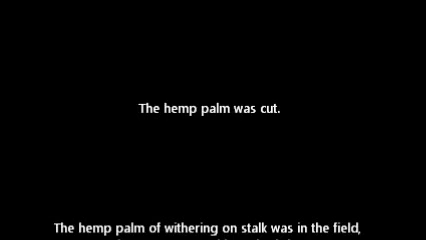 The hemp palm was cut.
The hemp palm of withering on stalk was in the field,